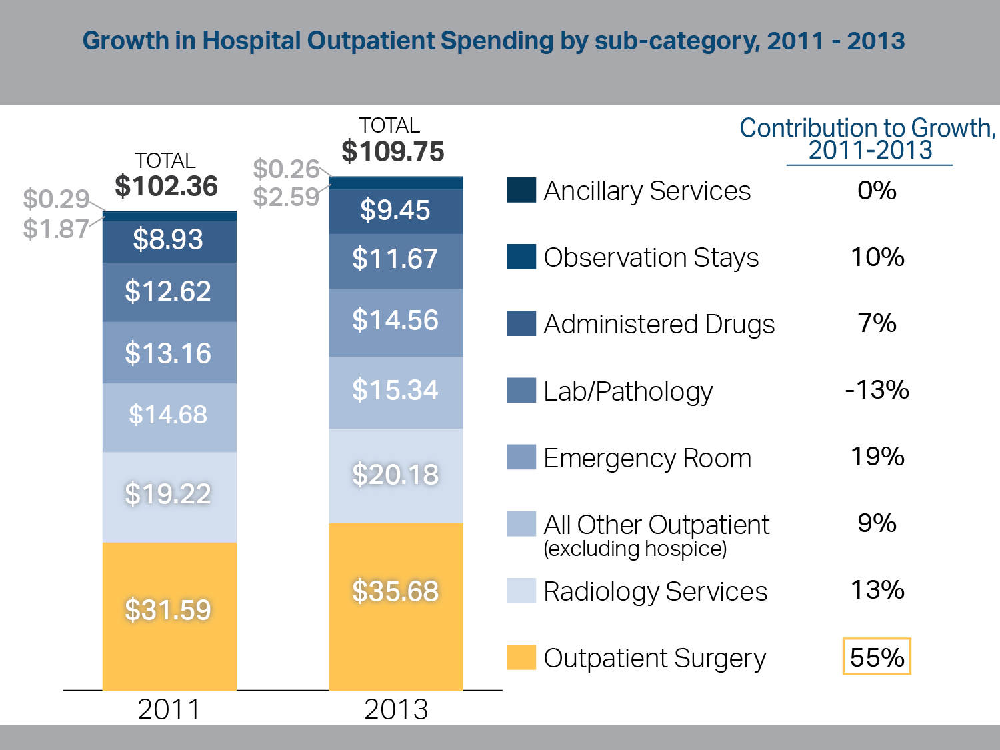 Growth in Hospital Outpatient Spending by sub-category, 2011 - 2013
TOTAL
$102.36
$0.29
$1.87
$8.93
$12.62
$13.16
$14.68
$19.22
$31.59
2011
TOTAL
$109.75
$0.26
$2.59
$9.45
$11.67
$14.56
$15.34
$20.18
$35.68
2013
Contribution to Growth,
2011-2013
Ancillary Services 0%
Observation Stays 10%
Administered Drugs 7%
Lab/Pathology -13%
Emergency Room 19%
All Other Outpatient 9%
(excluding hospice)
Radiology Services 13%
Outpatient Surgery 55%